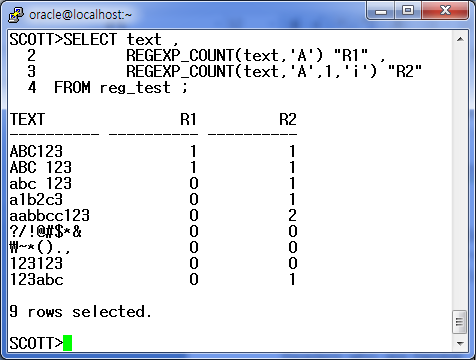 oracle@localhost:~
SCOTT>SELECT text ,
  2          REGEXP_COUNT(text,'A') "R1" ,
  3          REGEXP_COUNT(text,'A',1,'i') "R2"
  4  FROM reg_test ;
TEXT               R1         R2
---------- ---------- ----------
ABC123              1          1
ABC 123             1          1
abc 123             0          1
a1b2c3              0          1
aabbcc123           0          2
?/!@#$*&            0          0
₩~*().,             0          0
123123              0          0
123abc              0          1
9 rows selected.
SCOTT>